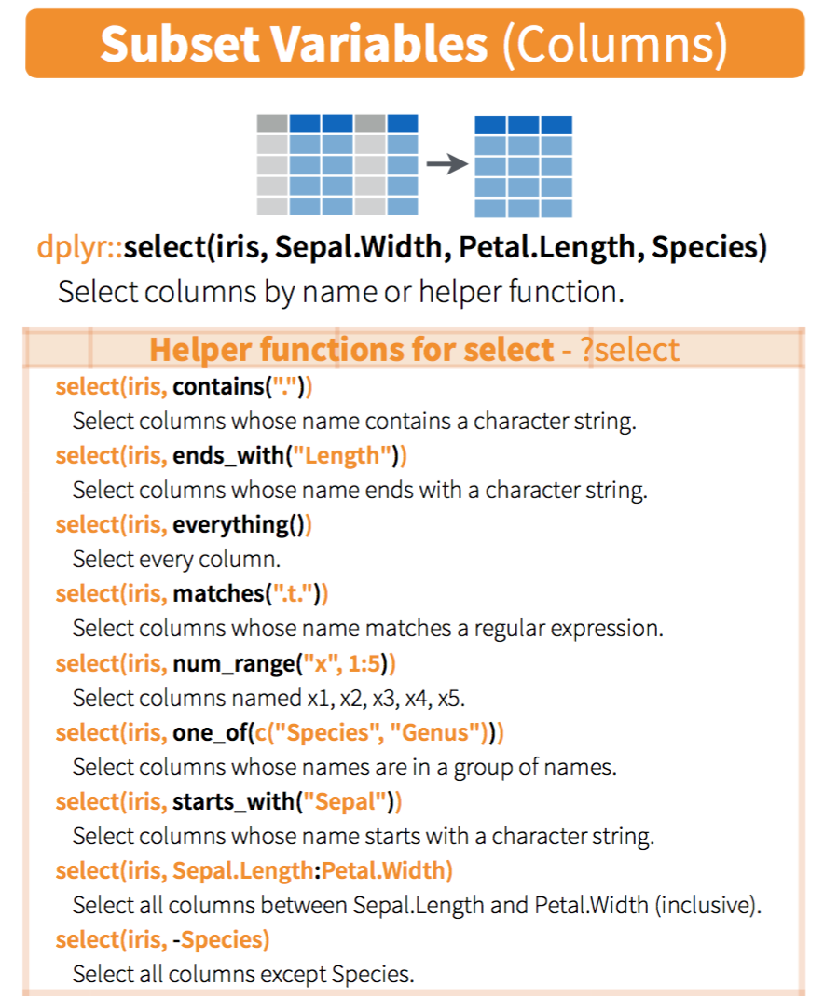 Subset Variables (Columns)
dplyr::select(iris, Sepal.Width, Petal.Length, Species)
Select columns by name or helper function.
Helper functions for select - ?select
select(iris, contains("."))
Select columns whose name contains a character string.
select(iris, ends_with("Length"))
Select columns whose name ends with a character string.
select(iris, everything())
Select every column.
select(iris, matches(".t."))
Select columns whose name matches a regular expression.
select(iris, num_range("x", 1:5))
Select columns named x1, x2, x3, x4, x5.
select(iris, one_of(c("Species", "Genus")))
Select columns whose names are in a group of names.
select(iris, starts_with("Sepal"))
Select columns whose name starts with a character string.
select(iris, Sepal.Length:Petal.Width)
Select all columns between Sepal.Length and Petal.Width (inclusive).
select(iris, -Species)
Select all columns except Species.